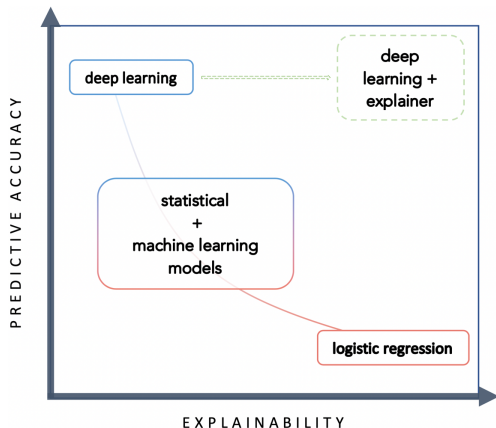 deep learning
deep
learning +
explainer
statistical
+
machine learning
models
logistic regression
PREDICTIVE ACCURACY
EXPLAINABILITY